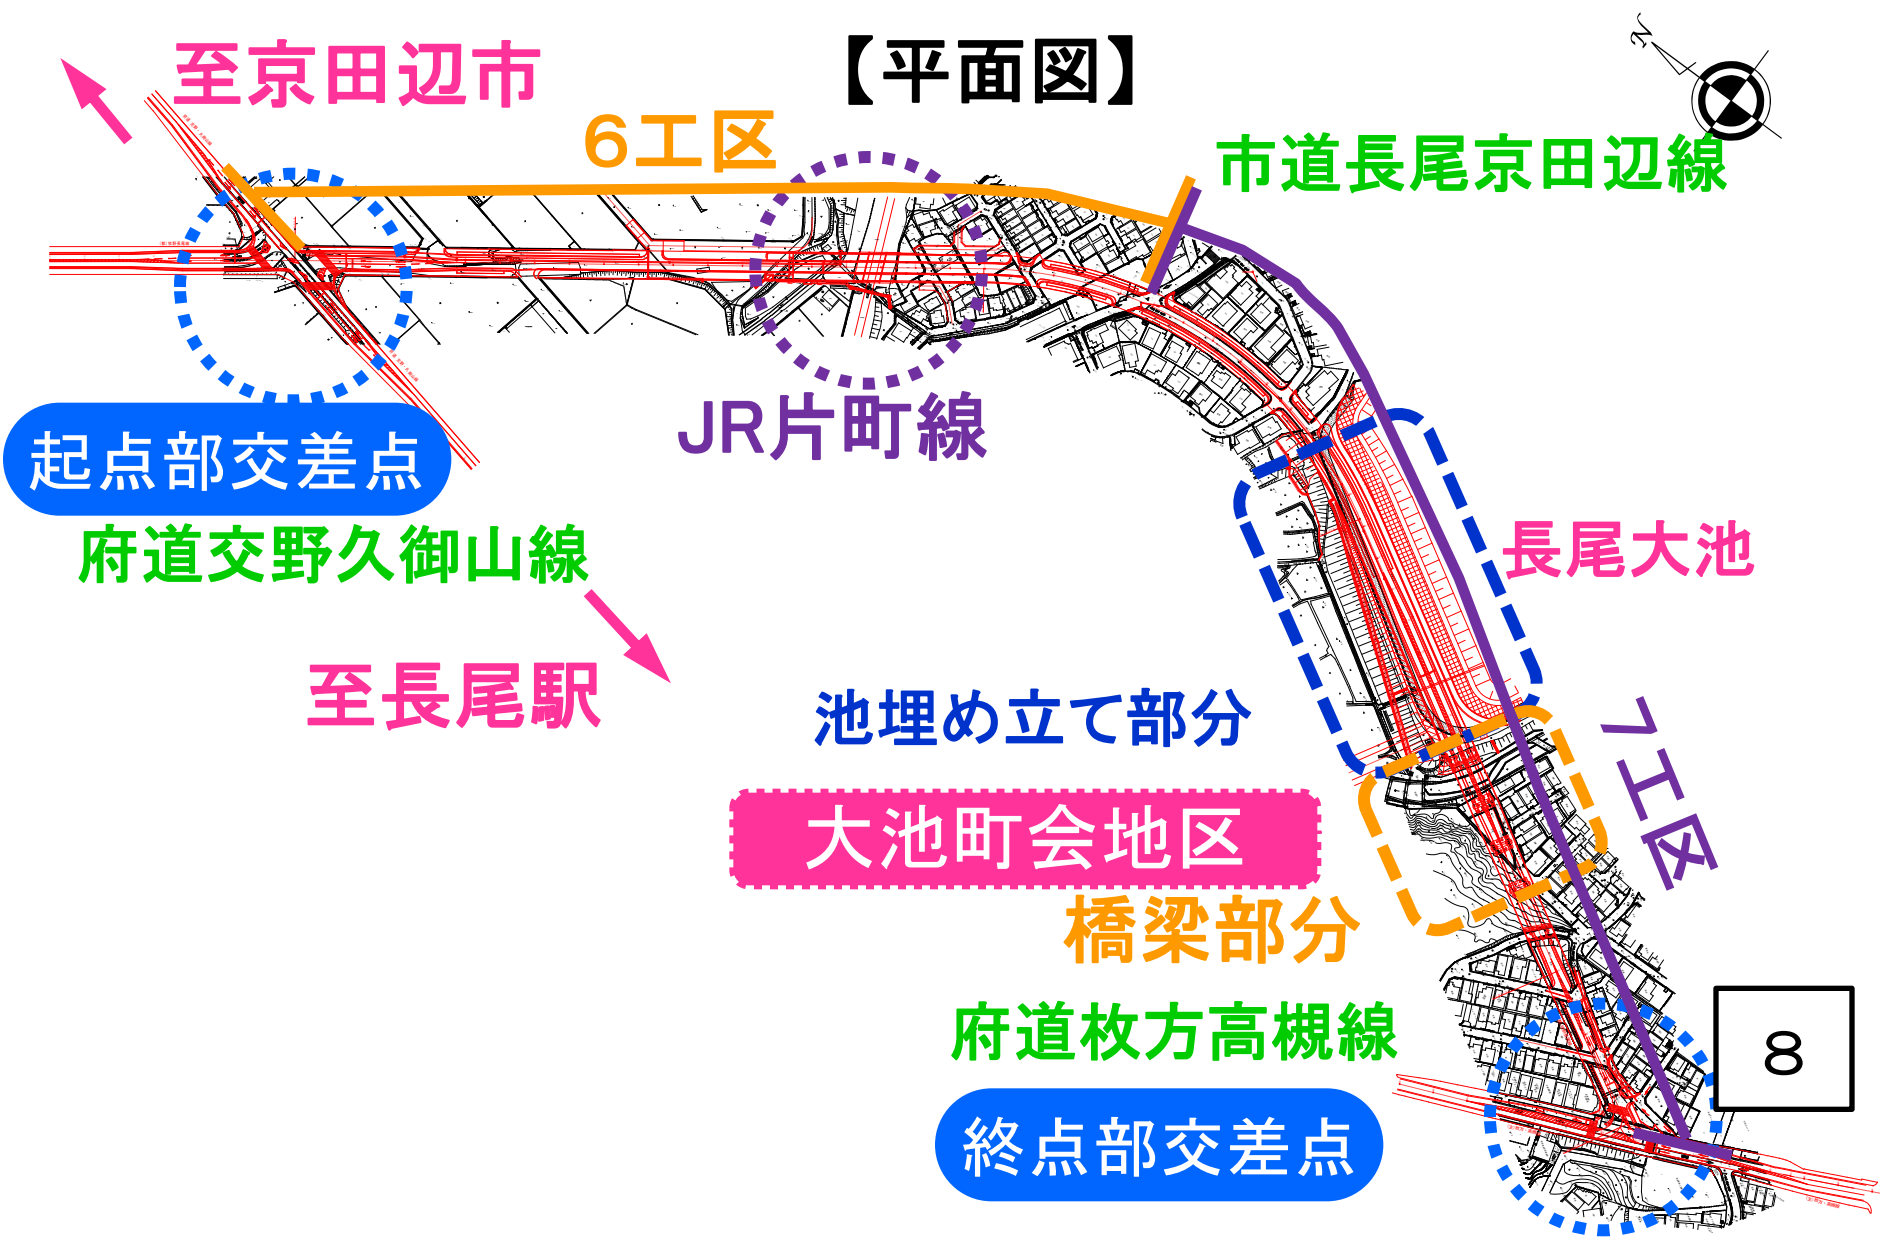 【平面図】
N
至京田辺市
6工区
市道長尾京田辺線
JR片町線
起点部交差点
府道交野久御山線
至長尾駅
長尾大池
池埋め立て部分
7工区
大池町会地区
橋梁部分
府道枚方高槻線
8
終点部交差点